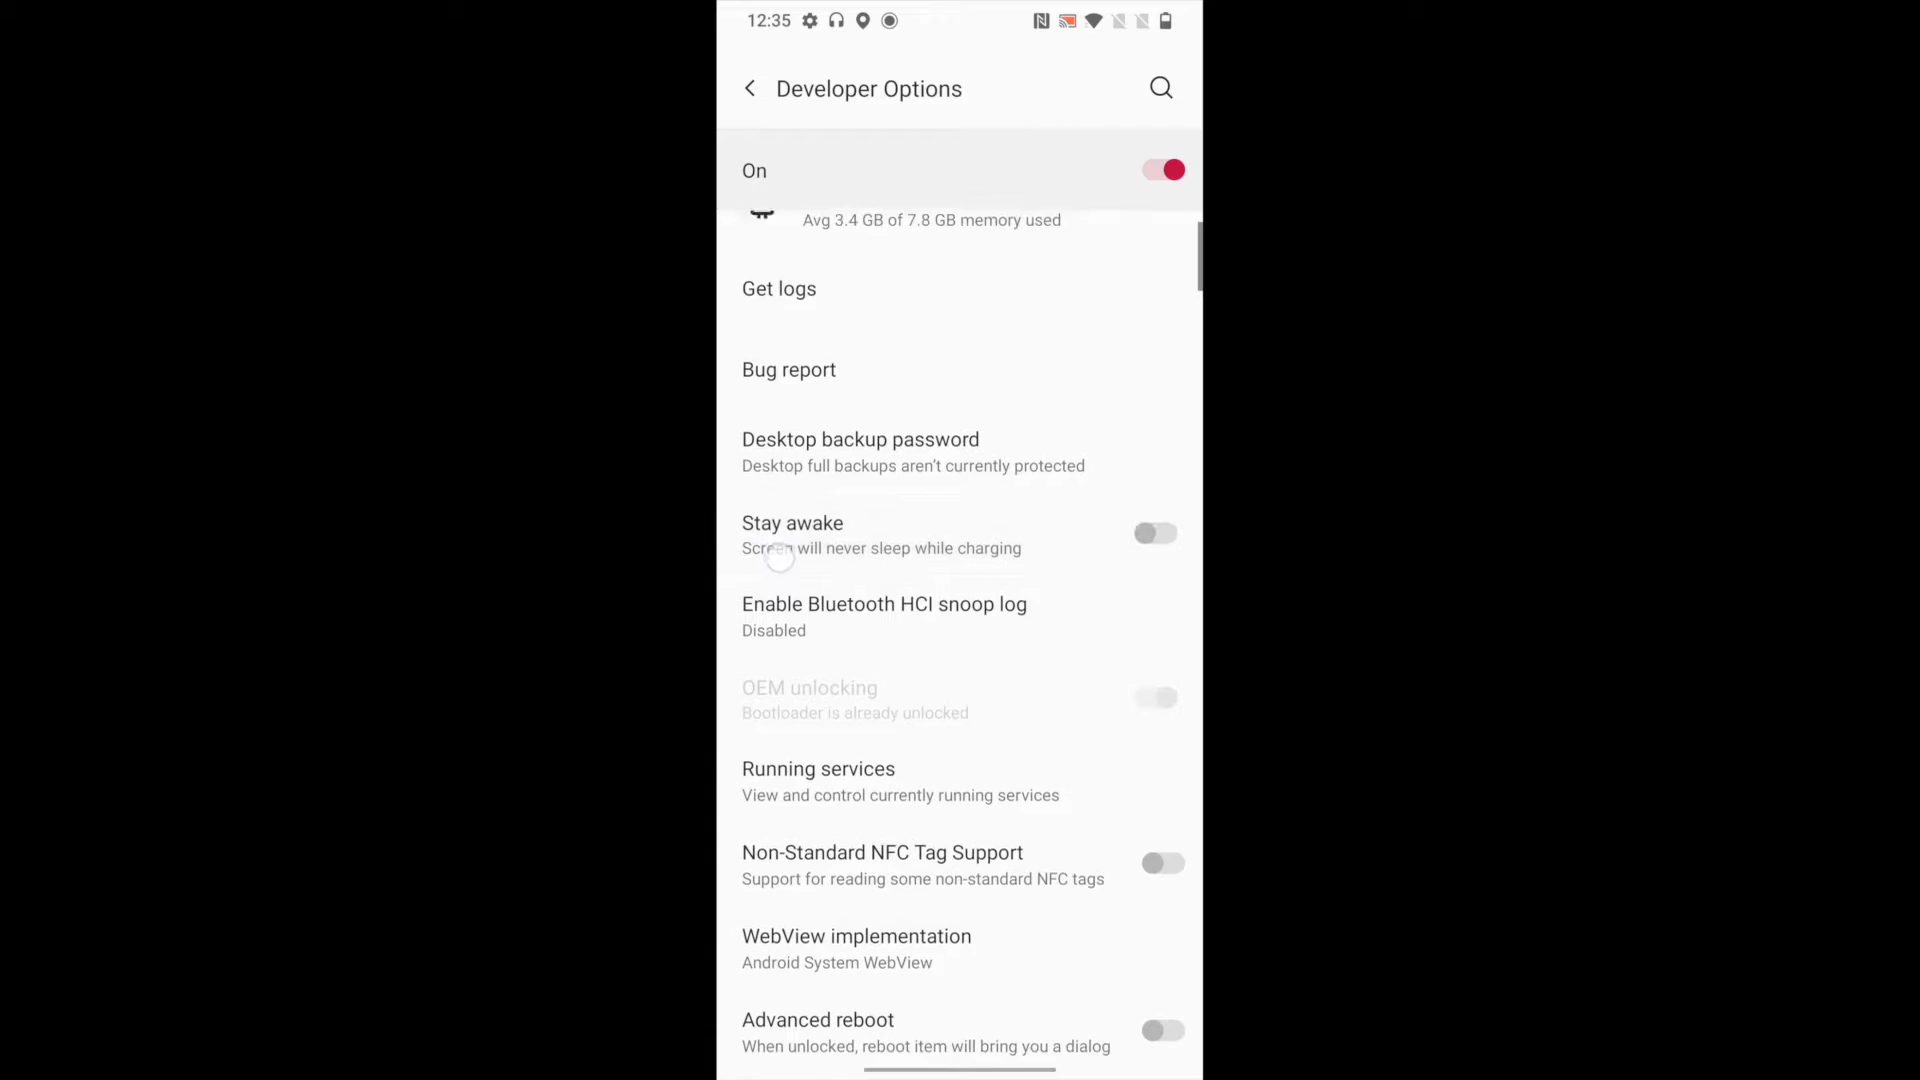 12:35
Developer Options
On
Avg 3.4 GB of 7.8 GB memory used
Get logs
Bug report
Desktop backup password
Desktop full backups aren't currently protected
Stay awake
Screen will never sleep while charging
Enable Bluetooth HCI snoop log
Disabled
OEM unlocking
Bootloader is already unlocked
Running services
View and control currently running services
Non-Standard NFC Tag Support
Support for reading some non-standard NFC tags
WebView implementation
Android System WebView
Advanced reboot
When unlocked, reboot item will bring you a dialog